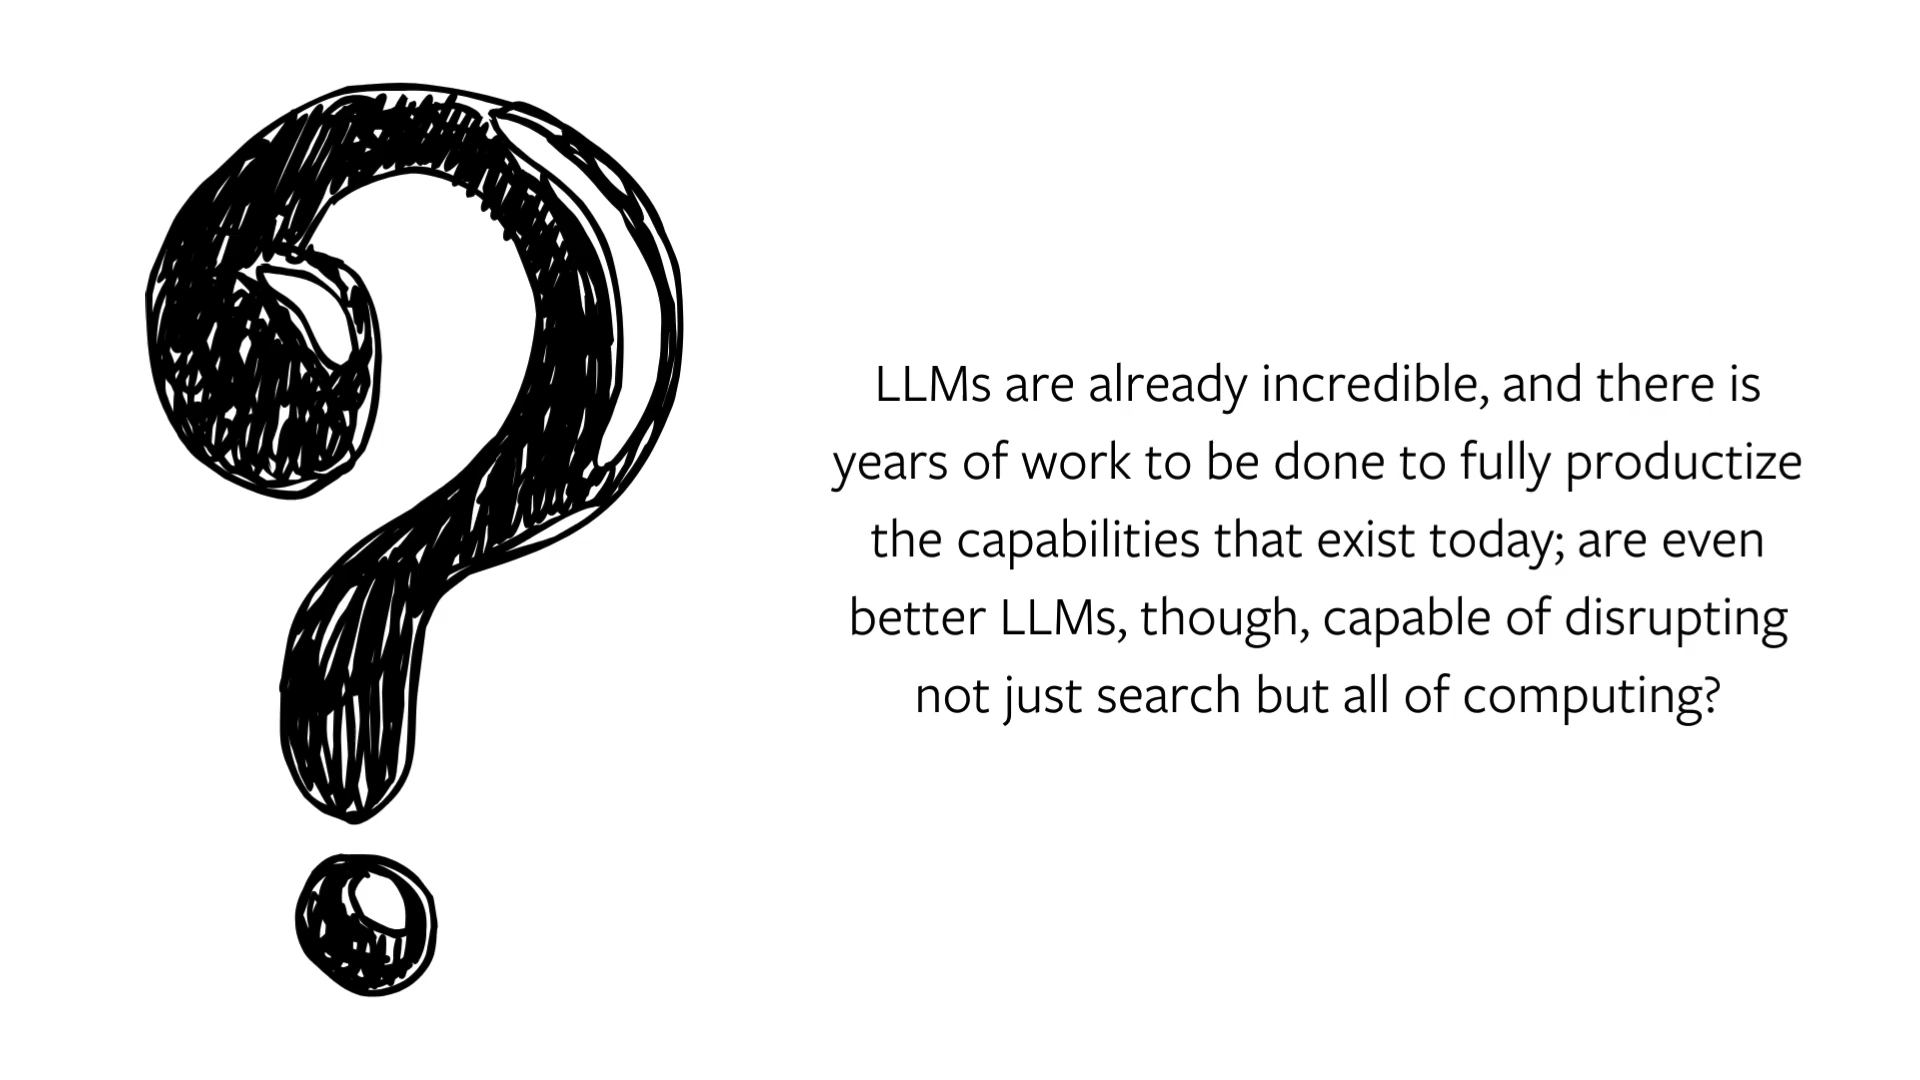 LLMs are already incredible, and there is
years of work to be done to fully productize
the capabilities that exist today; are even
better LLMs, though, capable of disrupting
not just search but all of computing?